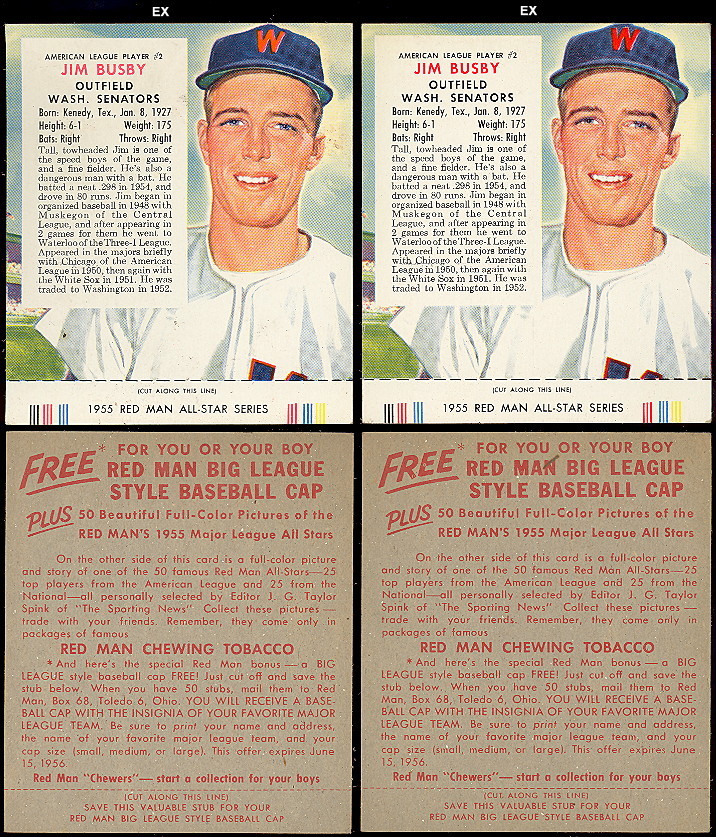 EX
AMERICAN LEAGUE PLAYER #2
JIM BUSBY
OUTFIELD
WASH. SENATORS
Born: Kenedy, Tex., Jan. 8, 1927
Height: 6-1 Weight: 175
Bats: Right Throws: Right
Tall, towheaded Jim is one of
the speed boys of the game,
and a fine fielder. He's also a
dangerous man with a bat. He
batted a neat .298 in 1954, and
drove in 80 runs. Jim began in
organized baseball in 1948 with
Muskegon of the Central
League, and after appearing in
2 games for them he went to
Waterloo of the Three-I League.
Appeared in the majors briefly
with Chicago of the American
League in 1950, then again with
the White Sox in 1951. He was
traded to Washington in 1952.
W
(CUT ALONG THIS LINE)
1955 RED MAN ALL-STAR SERIES
EX
AMERICAN LEAGUE PLAYER #2
JIM BUSBY
OUTFIELD
WASH. SENATORS
Born: Kenedy, Tex., Jan. 8, 1927
Height: 6-1 Weight: 175
Bats: Right Throws: Right
Tall, towheaded Jim is one of
the speed boys of the game,
and a fine fielder. He's also a
dangerous man with a bat. He
batted a neat .298 in 1954, and
drove in 80 runs. Jim began in
organized baseball in 1948 with
Muskegon of the Central
League, and after appearing in
2 games for them he went to
Waterloo of the Three-I League.
Appeared in the majors briefly
with Chicago of the American
League in 1950, then again with
the White Sox in 1951. He was
traded to Washington in 1952.
W
(CUT ALONG THIS LINE)
1955 RED MAN ALL-STAR SERIES
FREE* FOR YOU OR YOUR BOY
RED MAN BIG LEAGUE
STYLE BASEBALL CAP
PLUS 50 Beautiful Full-Color Pictures of the
RED MAN'S 1955 Major League All Stars
On the other side of this card is a full-color picture
and story of one of the 50 famous Red Man All-Stars—25
top players from the American League and 25 from the
National—all personally selected by Editor J. G. Taylor
Spink of "The Sporting News" Collect these pictures —
trade with your friends. Remember, they come only in
packages of famous
RED MAN CHEWING TOBACCO
*And here's the special Red Man bonus — a BIG
LEAGUE style baseball cap FREE! Just cut off and save the
stub below. When you have 50 stubs, mail them to Red
Man, Box 68, Toledo 6, Ohio. YOU WILL RECEIVE A BASE-
BALL CAP WITH THE INSIGNIA OF YOUR FAVORITE MAJOR
LEAGUE TEAM. Be sure to print your name and address,
the name of your favorite major league team, and your
cap size (small, medium, or large). This offer expires June
15, 1956.
Red Man "Chewers"— start a collection for your boys
(CUT ALONG THIS LINE)
SAVE THIS VALUABLE STUB FOR YOUR
RED MAN BIG LEAGUE STYLE BASEBALL CAP
FREE* FOR YOU OR YOUR BOY
RED MAN BIG LEAGUE
STYLE BASEBALL CAP
PLUS 50 Beautiful Full-Color Pictures of the
RED MAN'S 1955 Major League All Stars
On the other side of this card is a full-color picture
and story of one of the 50 famous Red Man All-Stars—25
top players from the American League and 25 from the
National—all personally selected by Editor J. G. Taylor
Spink of "The Sporting News" Collect these pictures —
trade with your friends. Remember, they come only in
packages of famous
RED MAN CHEWING TOBACCO
*And here's the special Red Man bonus — a BIG
LEAGUE style baseball cap FREE! Just cut off and save the
stub below. When you have 50 stubs, mail them to Red
Man, Box 68, Toledo 6, Ohio. YOU WILL RECEIVE A BASE-
BALL CAP WITH THE INSIGNIA OF YOUR FAVORITE MAJOR
LEAGUE TEAM. Be sure to print your name and address,
the name of your favorite major league team, and your
cap size (small, medium, or large). This offer expires June
15, 1956.
Red Man "Chewers"— start a collection for your boys
(CUT ALONG THIS LINE)
SAVE THIS VALUABLE STUB FOR YOUR
RED MAN BIG LEAGUE STYLE BASEBALL CAP